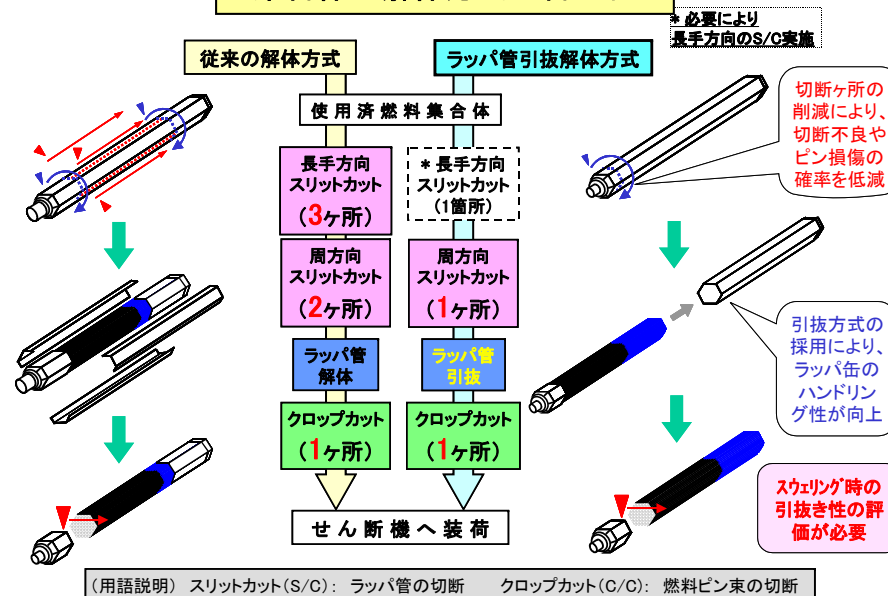 * 必要により
長手方向のS/C実施
従来の解体方式
ラッパ管引抜解体方式
使用済燃料集合体
長手方向
スリットカット
(3ヶ所)
* 長手方向
スリットカット
(1箇所)
周方向
スリットカット
(2ヶ所)
周方向
スリットカット
(1ヶ所)
ラッパ管
解体
ラッパ管
引抜
クロップカット
(1ヶ所)
クロップカット
(1ヶ所)
せん断機へ装荷
切断ヶ所の
削減により、
切断不良や
ピン損傷の
確率を低減
引抜方式の
採用により、
ラッパ缶の
ハンドリン
グ性が向上
スウェリング時の
引抜き性の評
価が必要
(用語説明) スリットカット(S/C): ラッパ管の切断 クロップカット(C/C): 燃料ピン束の切断